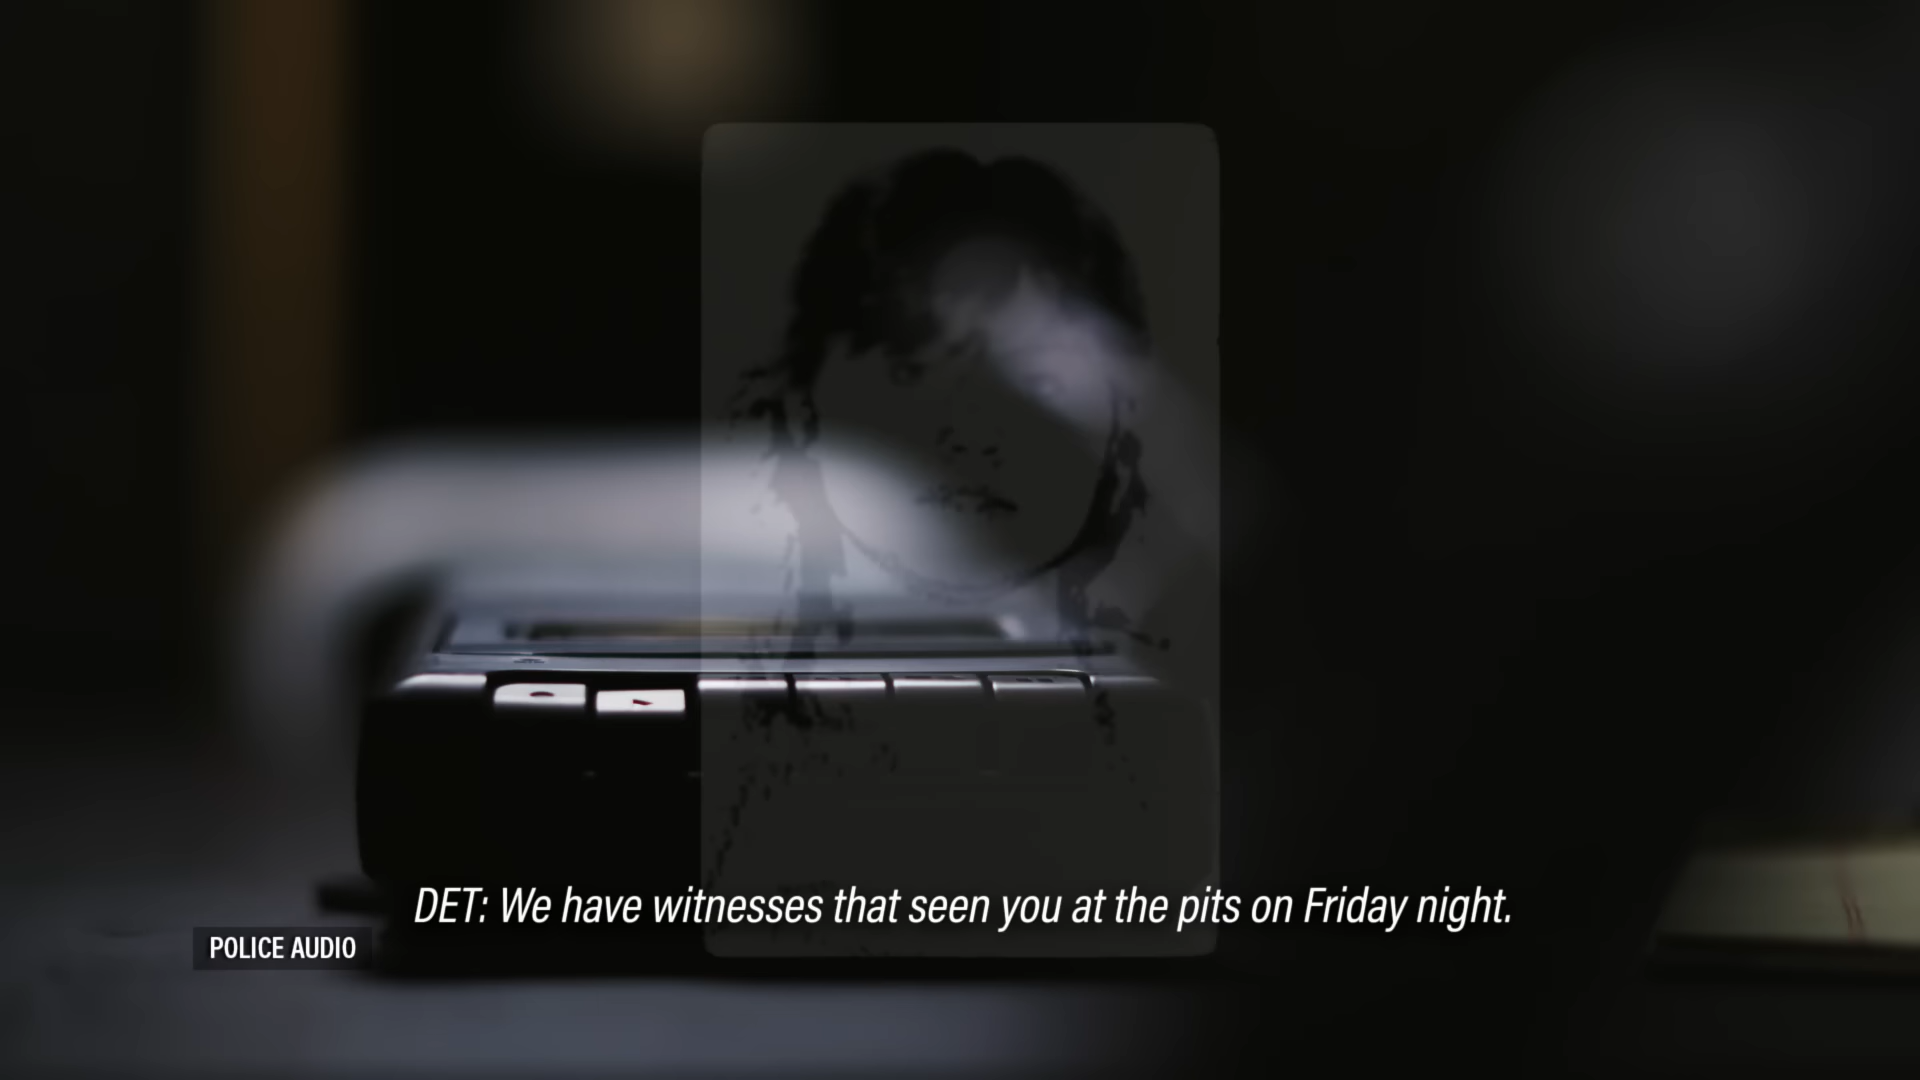 DET: We have witnesses that seen you at the pits on Friday night.
POLICE AUDIO